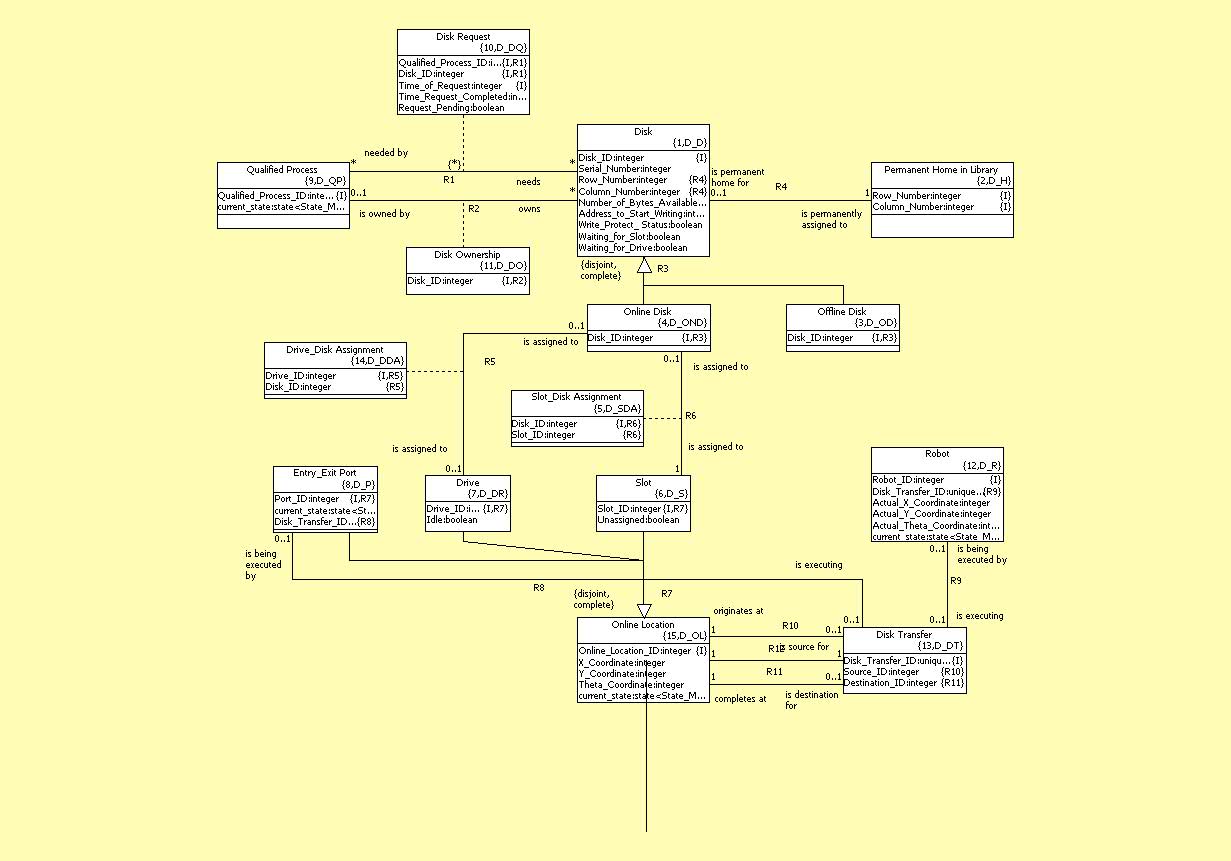 Disk Request
{10,D_DQ}
Qualified_Process_ID:i...{I,R1}
Disk_ID:integer {I,R1}
Time_of_Request:integer {I}
Time_Request_Completed:in...
Request_Pending:boolean
Disk
{1,D_D}
Disk_ID:integer {I}
Serial_Number:integer
Row_Number:integer {R4}
Column_Number:integer {R4}
Number_of_Bytes_Available...
Address_to_Start_Writing:int...
Write_Protect_ Status:boolean
Waiting_for_Slot:boolean
Waiting_for_Drive:boolean
needed by
*
{*}
*
R1
needs
Qualified Process
{9,D_QP}
Qualified_Process_ID:inte... {I}
current_state:state<State_M...
0..1
*
is owned by
R2
owns
is permanent
home for
0..1
R4
1
is permanently
assigned to
Permanent Home in Library
{2,D_H}
Row_Number:integer {I}
Column_Number:integer {I}
Disk Ownership
{11,D_DO}
Disk_ID:integer {I,R2}
{disjoint,
complete}
R3
Online Disk
{4,D_OND}
Disk_ID:integer {I,R3}
Offline Disk
{3,D_OD}
Disk_ID:integer {I,R3}
0..1
is assigned to
R5
Drive_Disk Assignment
{14,D_DDA}
Drive_ID:integer {I,R5}
Disk_ID:integer {R5}
0..1
is assigned to
Slot_Disk Assignment
{5,D_SDA}
Disk_ID:integer {I,R6}
Slot_ID:integer {R6}
R6
is assigned to
0..1
is assigned to
1
Entry_Exit Port
{8,D_P}
Port_ID:integer {I,R7}
current_state:state<St...
Disk_Transfer_ID...{R8}
Drive
{7,D_DR}
Drive_ID:i... {I,R7}
Idle:boolean
Slot
{6,D_S}
Slot_ID:integer{I,R7}
Unassigned:boolean
Robot
{12,D_R}
Robot_ID:integer {I}
Disk_Transfer_ID:unique...{R9}
Actual_X_Coordinate:integer
Actual_Y_Coordinate:integer
Actual_Theta_Coordinate:int...
current_state:state<State_M...
0..1
is being
executed
by
R8
is executing
0..1
0..1
is being
executed by
R9
0..1
is executing
{disjoint,
complete}
R7
Online Location
{15,D_OL}
Online_Location_ID:integer {I}
X_Coordinate:integer
Y_Coordinate:integer
Theta_Coordinate:integer
current_state:state<State_M...
originates at
1
R10
0..1
is source for
1
R12
1
R11
1
0..1
completes at
is destination
for
Disk Transfer
{13,D_DT}
Disk_Transfer_ID:uniqu...{I}
Source_ID:integer {R10}
Destination_ID:integer {R11}